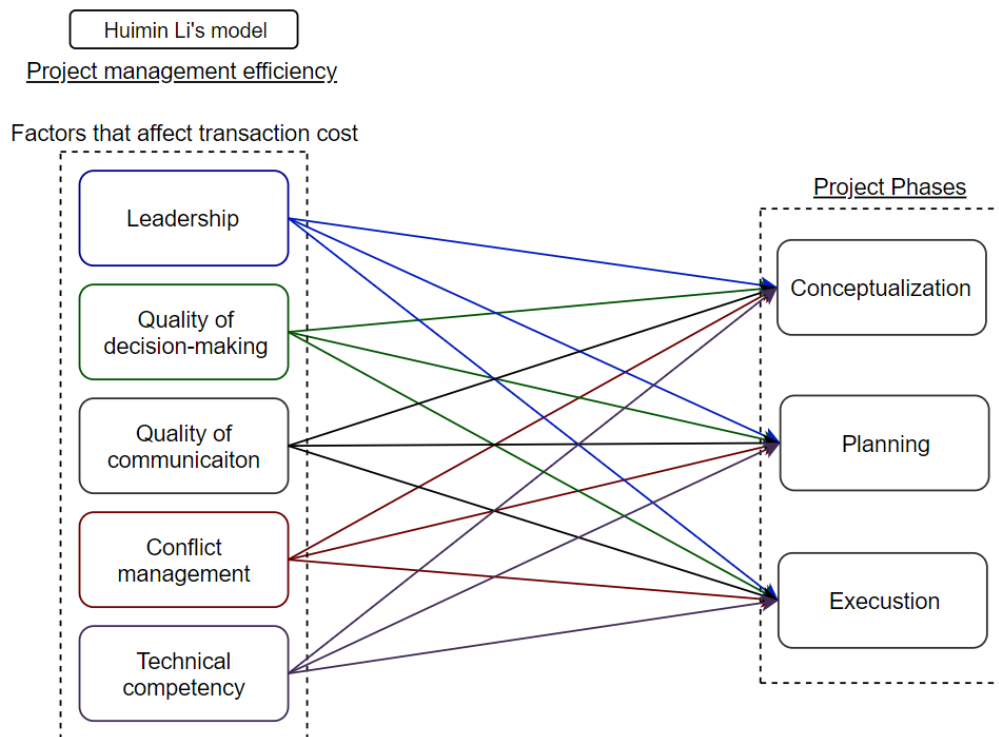 Huimin Li's model
Project management efficiency
Factors that affect transaction cost
Leadership
Quality of
decision-making
Quality of
communicaiton
Conflict
management
Technical
competency
Project Phases
Conceptualization
Planning
Execustion